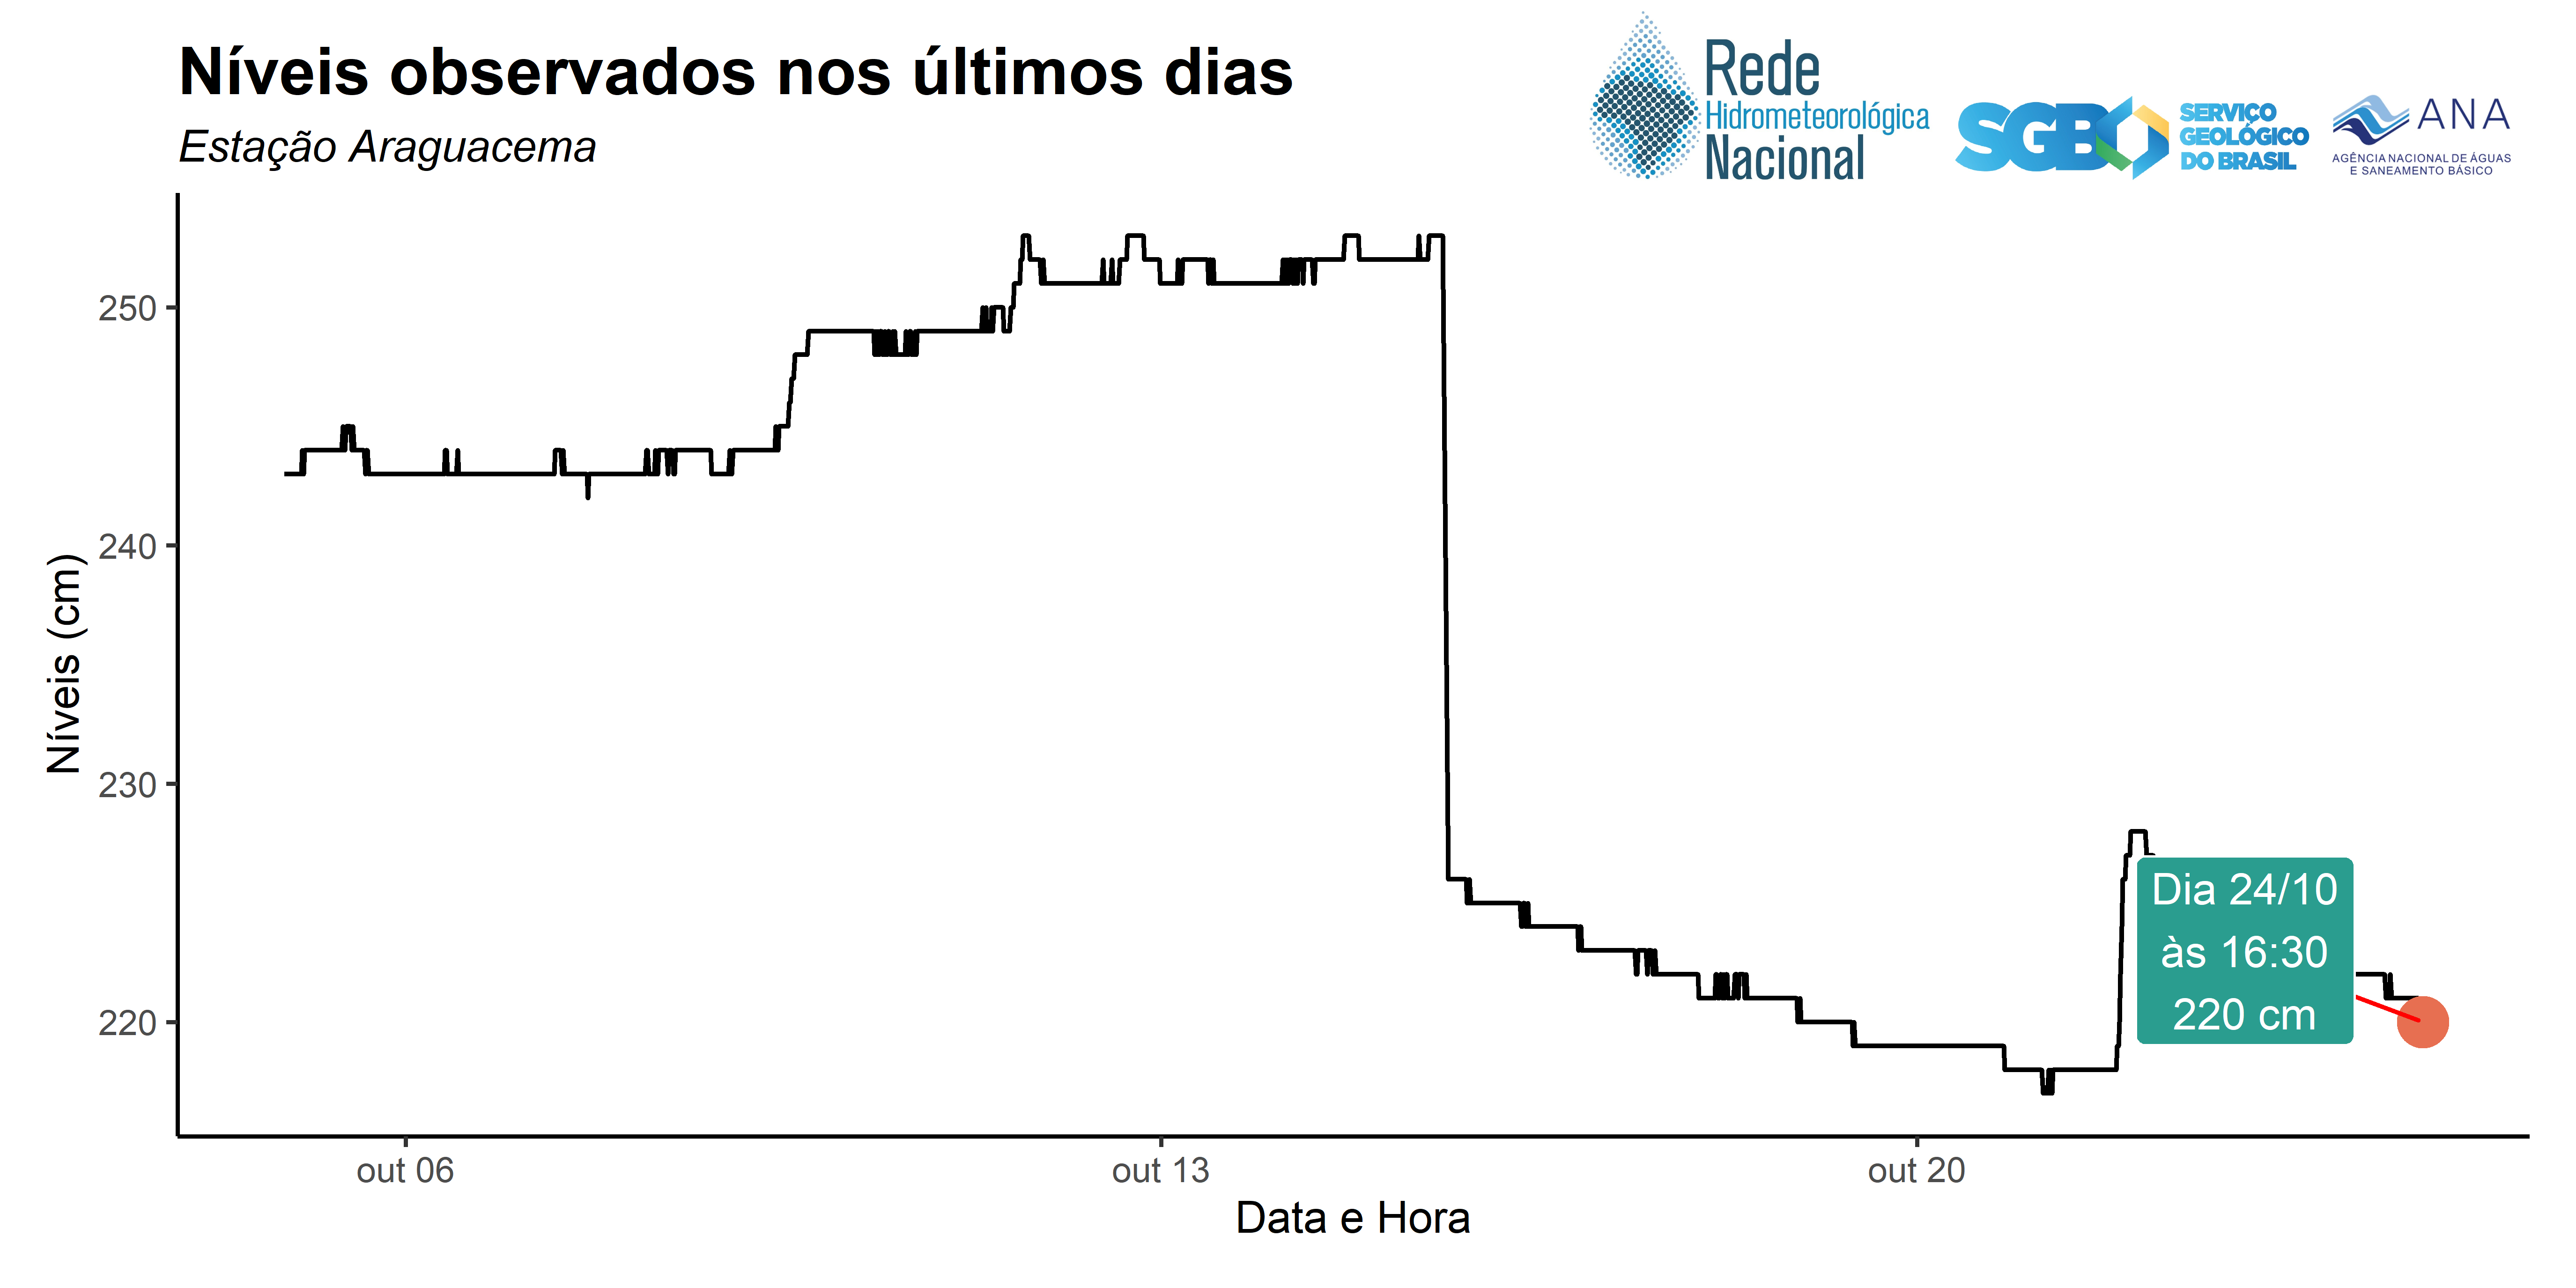 Níveis observados nos últimos dias
Estação Araguacema
Rede
Hidrometeorológica
Nacional
SGB
SERVIÇO
GEOLÓGICO
DO BRASIL
ANA
AGÊNCIA NACIONAL DE ÁGUAS
E SANEAMENTO BÁSICO
Níveis (cm)
250
240
230
220
Dia 24/10
às 16:30
220 cm
out 06
out 13
out 20
Data e Hora